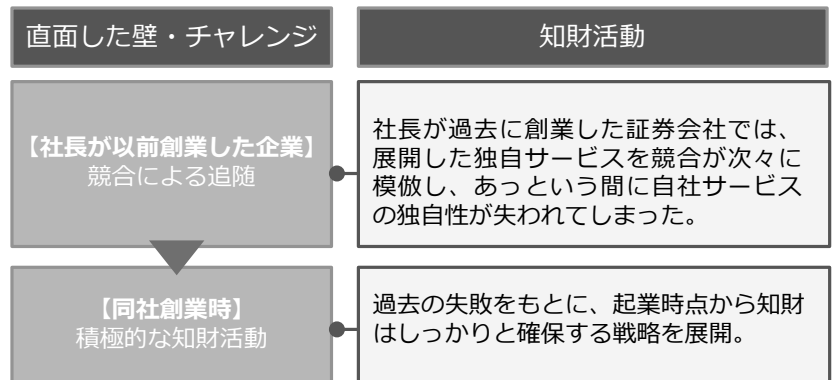 直面した壁・チャレンジ
知財活動
【社長が以前創業した企業】
競合による追随
社長が過去に創業した証券会社では、
展開した独自サービスを競合が次々に
模倣し、あっという間に自社サービス
の独自性が失われてしまった。
【同社創業時】
積極的な知財活動
過去の失敗をもとに、起業時点から知財
はしっかりと確保する戦略を展開。